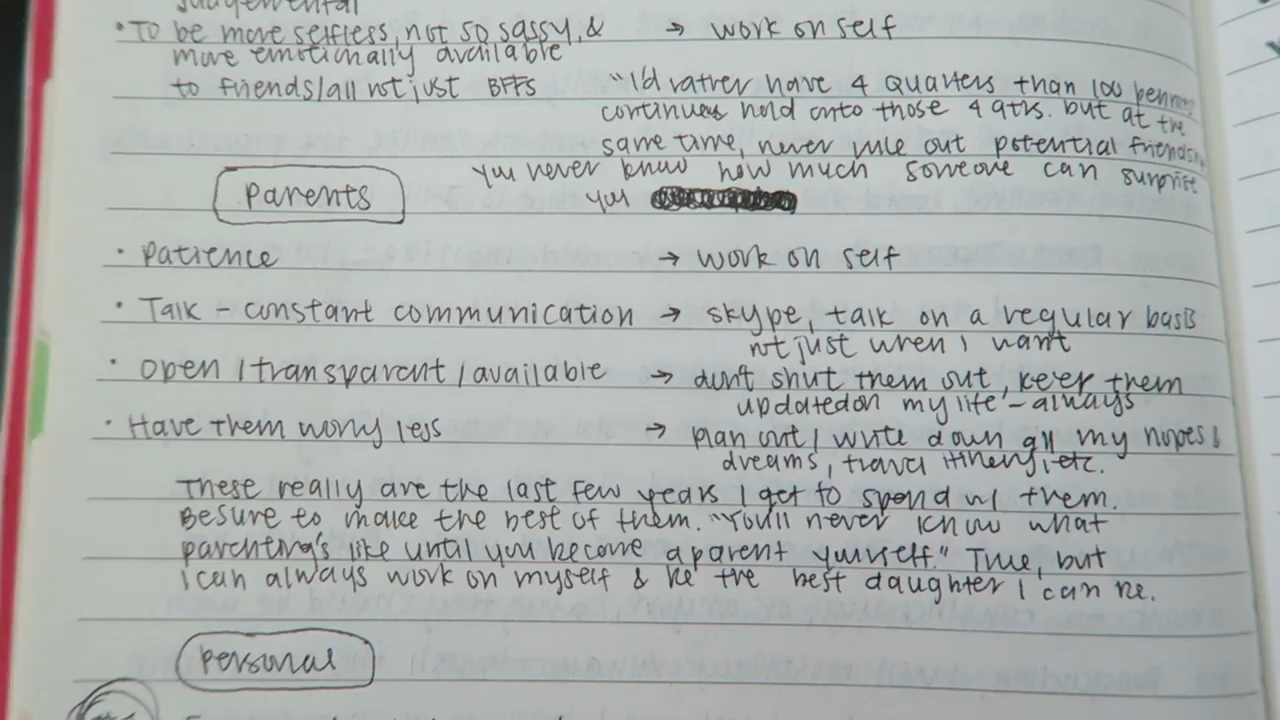 Judgemental
• To be more selfless, not so sassy, & → work on self
more emotionally available
to friends/all not just BFFs
"I'd rather have 4 quarters than 100 pennies
continues hold onto those 4 qtrs. but at the
same time, never rule out potential friends
you never know how much someone can surprise
you
Parents
• Patience → work on self
• Talk - constant communication → skype, talk on a regular basis
not just when I want
• Open / transparent / available → don't shut them out, keep them
updated on my life - always
• Have them worry less → plan out / write down all my hopes &
dreams, travel itinery, etc.
These really are the last few years I get to spend w/ them.
Be sure to make the best of them. "You'll never know what
parenting's like until you become a parent yourself." True, but
I can always work on myself & be the best daughter I can be.
Personal